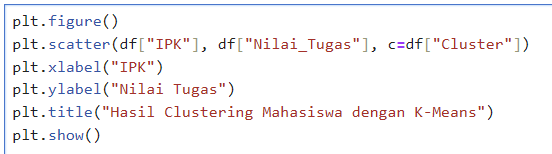 plt.figure()
plt.scatter(df["IPK"], df["Nilai_Tugas"], c=df["Cluster"])
plt.xlabel("IPK")
plt.ylabel("Nilai Tugas")
plt.title("Hasil Clustering Mahasiswa dengan K-Means")
plt.show()